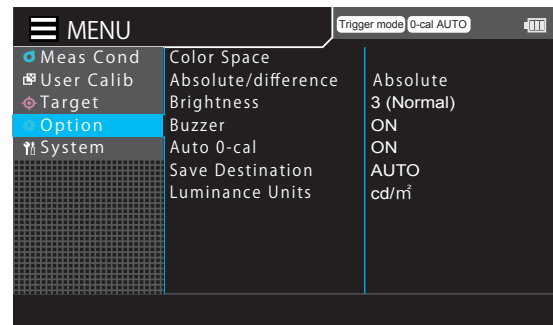 MENU
Trigger mode 0-cal AUTO
Meas Cond
User Calib
Target
Option
System
Color Space
Absolute/difference Absolute
Brightness 3 (Normal)
Buzzer ON
Auto 0-cal ON
Save Destination AUTO
Luminance Units cd/㎡